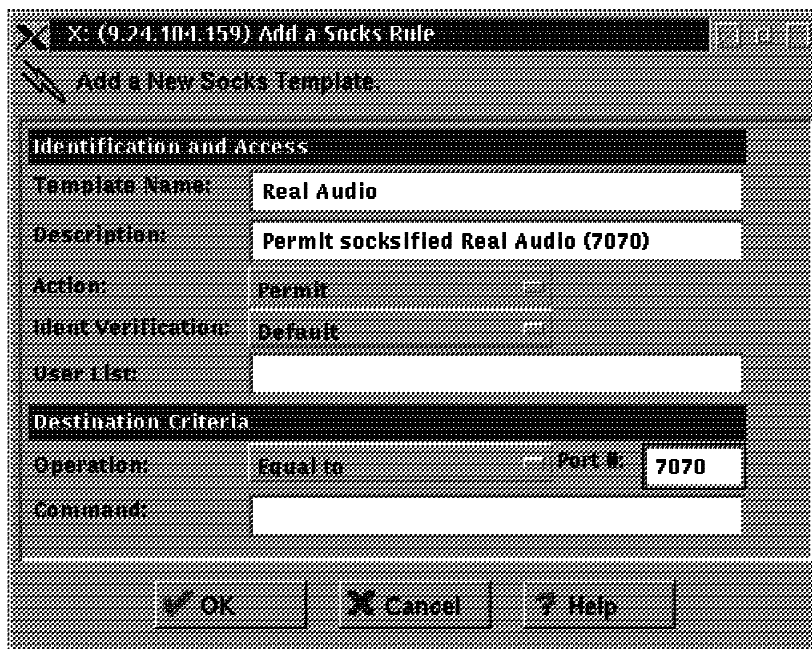 X: (9.24.104.159) Add a Socks Rule
Add a New Socks Template.
Identification and Access
Template Name: Real Audio
Description: Permit socksified Real Audio (7070)
Action: Permit
Ident Verification: Default
User List:
Destination Criteria
Operation: Equal to Port #: 7070
Command:
OK Cancel Help